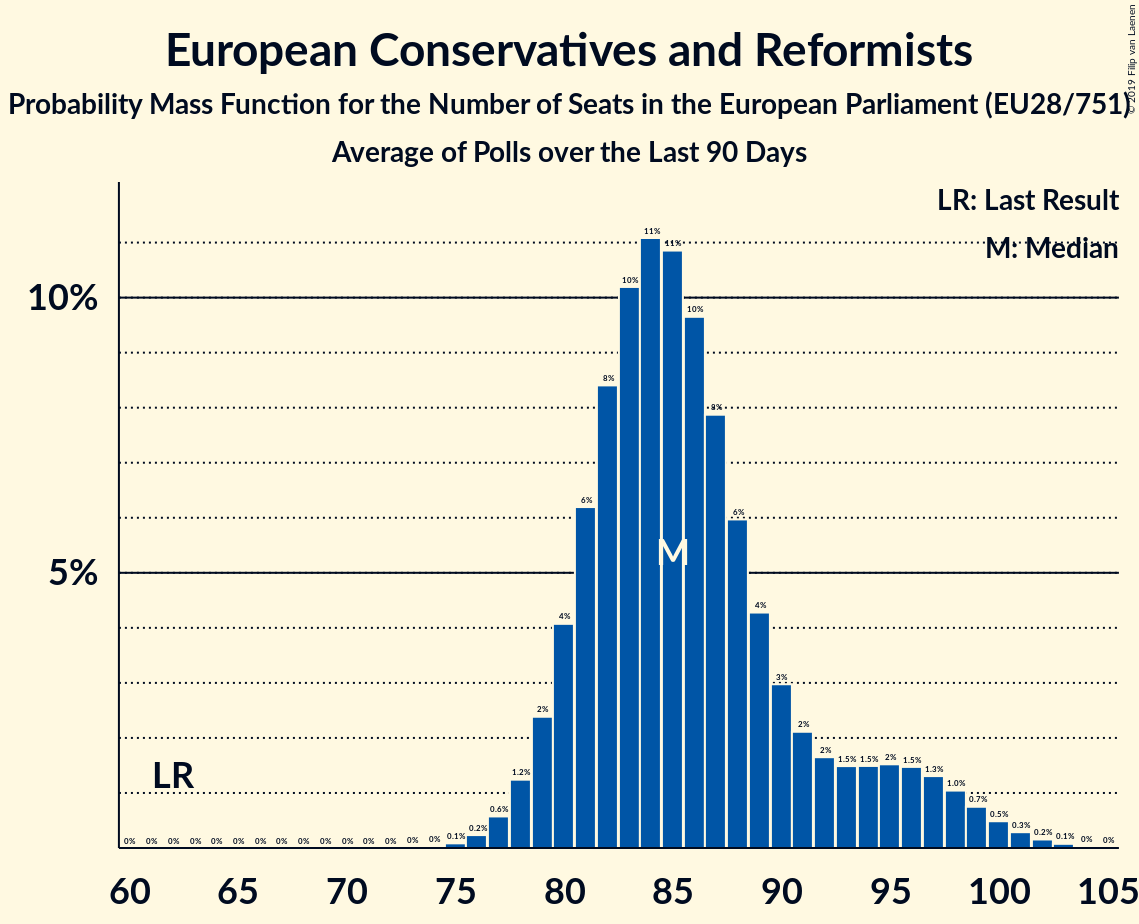 European Conservatives and Reformists
Probability Mass Function for the Number of Seats in the European Parliament (EU28/751)
Average of Polls over the Last 90 Days
© 2019 Filip van Laenen
LR: Last Result
M: Median
10%
5%
LR
M
0% 0% 0% 0% 0% 0% 0% 0% 0% 0% 0% 0% 0% 0% 0% 0.1% 0.2% 0.6% 1.2% 2% 4% 6% 8% 10% 11% 11% 10% 8% 6% 4% 3% 2% 2% 1.5% 1.5% 2% 1.5% 1.3% 1.0% 0.7% 0.5% 0.3% 0.2% 0.1% 0% 0%
60 65 70 75 80 85 90 95 100 105